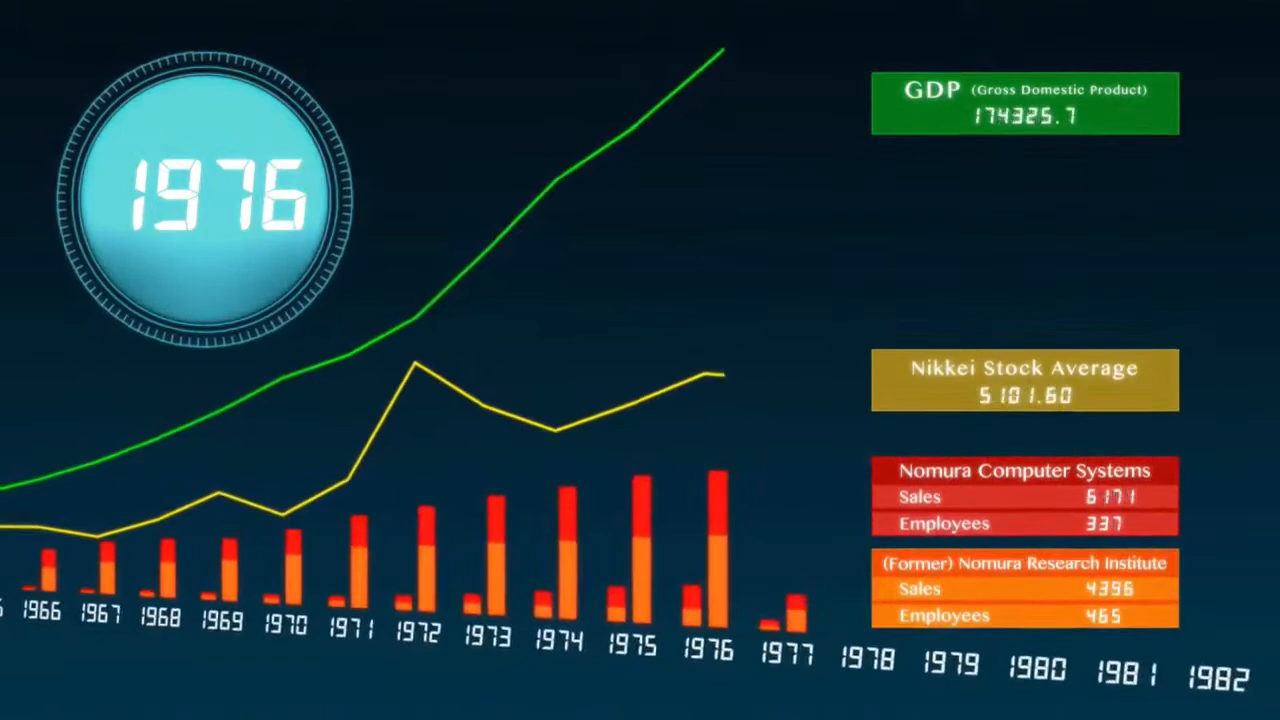 1976
GDP (Gross Domestic Product)
174325.7
Nikkei Stock Average
5101.60
Nomura Computer Systems
Sales 6171
Employees 337
(Former) Nomura Research Institute
Sales 4396
Employees 465
1966 1967 1968 1969 1970 1971 1972 1973 1974 1975 1976 1977 1978 1979 1980 1981 1982